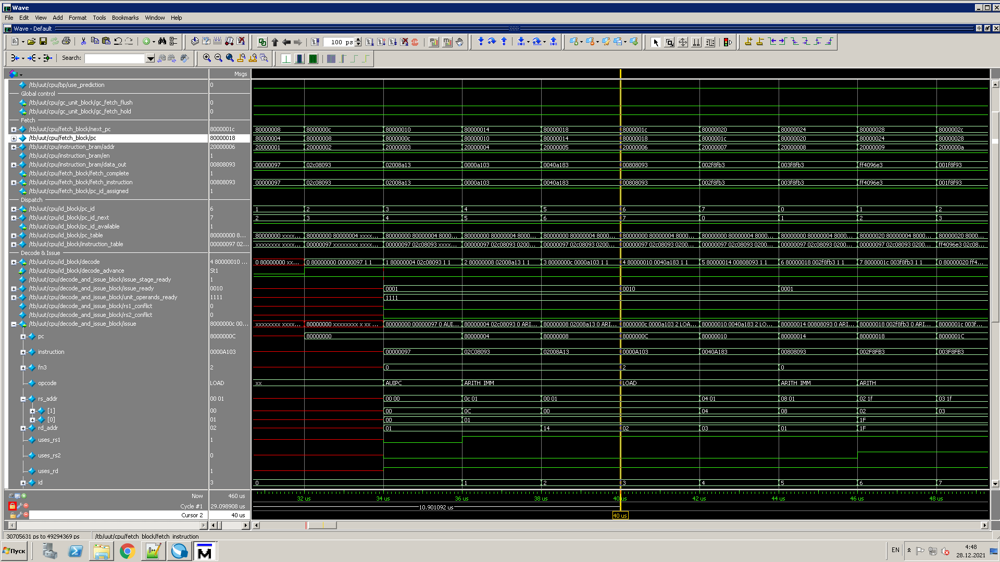 Wave
File Edit View Add Format Tools Bookmarks Window Help
Wave - Default
100 ps
Search:
Msgs
/tb/uut/cpu/bp/use_prediction 0
Global control
/tb/uut/cpu/gc_unit_block/gc_fetch_flush 0
/tb/uut/cpu/gc_unit_block/gc_fetch_hold 0
Fetch
/tb/uut/cpu/fetch_block/next_pc 8000001c 80000008 8000000c 80000010 80000014 80000018 8000001c 80000020 80000024 80000028 8000002c
/tb/uut/cpu/fetch_block/pc 80000018 80000004 80000008 8000000c 80000010 80000014 80000018 8000001c 80000020 80000024 80000028
/tb/uut/cpu/instruction_bram/addr 20000006 20000001 20000002 20000003 20000004 20000005 20000006 20000007 20000008 20000009 2000000a
/tb/uut/cpu/instruction_bram/en 1
/tb/uut/cpu/instruction_bram/data_out 00808093 00000097 02c08093 02008a13 0000a103 0040a183 00808093 002f8fb3 003f8fb3 ff4096e3 001f8f93
/tb/uut/cpu/fetch_block/fetch_complete 1
/tb/uut/cpu/fetch_block/fetch_instruction 00808093 00000097 02c08093 02008a13 0000a103 0040a183 00808093 002f8fb3 003f8fb3 ff4096e3 001f8f93
/tb/uut/cpu/fetch_block/pc_id_assigned 1
Dispatch
/tb/uut/cpu/id_block/pc_id 6 1 2 3 4 5 6 7 0 1 2
/tb/uut/cpu/id_block/pc_id_next 7 2 3 4 5 6 7 0 1 2 3
/tb/uut/cpu/id_block/pc_id_available 1
/tb/uut/cpu/id_block/pc_table 80000000 8... 80000000 xxxx... 80000000 80000004 xxxx... 80000000 80000004 8000... 80000000 80000004 8000... 80000000 80000004 8000... 80000000 80000004 8000... 80000000 80000004 8000... 80000000 80000004 8000... 80000020 80000004 8000... 80000020 8000...
/tb/uut/cpu/id_block/instruction_table 00000097 02... xxxxxxxx xxxx... 00000097 xxxxxxxx xxxx... 00000097 02c08093 xxxx... 00000097 02c08093 0200... 00000097 02c08093 0200... 00000097 02c08093 0200... 00000097 02c08093 0200... 00000097 02c08093 0200... 00000097 02c08093 0200... ff4096e3 02c08...
Decode & Issue
/tb/uut/cpu/id_block/decode 4 80000010 ... 0 80000000 xx... 0 80000000 00000097 1 1 1 80000004 02c08093 1 1 2 80000008 02008a13 1 1 3 8000000c 0000a103 1 1 4 80000010 0040a183 1 1 5 80000014 00808093 1 1 6 80000018 002f8fb3 1 1 7 8000001c 003f8fb3 1 1 0 80000020 ff4...
/tb/uut/cpu/id_block/decode_advance St1
/tb/uut/cpu/decode_and_issue_block/issue_stage_ready 1
/tb/uut/cpu/decode_and_issue_block/issue_ready 0010 0001 0010 0001
/tb/uut/cpu/decode_and_issue_block/unit_operands_ready 1111 1111
/tb/uut/cpu/decode_and_issue_block/rs1_conflict 0
/tb/uut/cpu/decode_and_issue_block/rs2_conflict 0
/tb/uut/cpu/decode_and_issue_block/issue 8000000c 00... xxxxxxxx xxxx... 80000000 xxxxxxxx x xx ... 80000000 00000097 0 AUI... 80000004 02c08093 0 ARI... 80000008 02008a13 0 ARI... 8000000c 0000a103 2 LOA... 80000010 0040a183 2 LO... 80000014 00808093 0 ARI... 80000018 002f8fb3 0 ARI... 8000001c 003f...
pc 8000000C 80000000 80000004 80000008 8000000C 80000010 80000014 80000018 8000001C
instruction 0000A103 00000097 02C08093 02008A13 0000A103 0040A183 00808093 002F8FB3 003F8FB3
fn3 2 0 2 0
opcode LOAD xx AUIPC ARITH_IMM LOAD ARITH_IMM ARITH
rs_addr 00 01 00 00 0c 01 00 01 04 01 08 01 02 1f 03 1f
[1] 00 00 0C 00 04 08 02 03
[0] 01 00 01 1F
rd_addr 02 01 14 02 03 01 1F
uses_rs1 1
uses_rs2 0
uses_rd 1
id 3 0 1 2 3 4 5 6 7
Now 460 us 32 us 34 us 36 us 38 us 40 us 42 us 44 us 46 us 48 us
Cycle #1 29.098908 us 10.901092 us
Cursor 2 40 us 40 us
30705631 ps to 49294369 ps /tb/uut/cpu/fetch_block/fetch_instruction
Пуск EN 4:48
28.12.2021